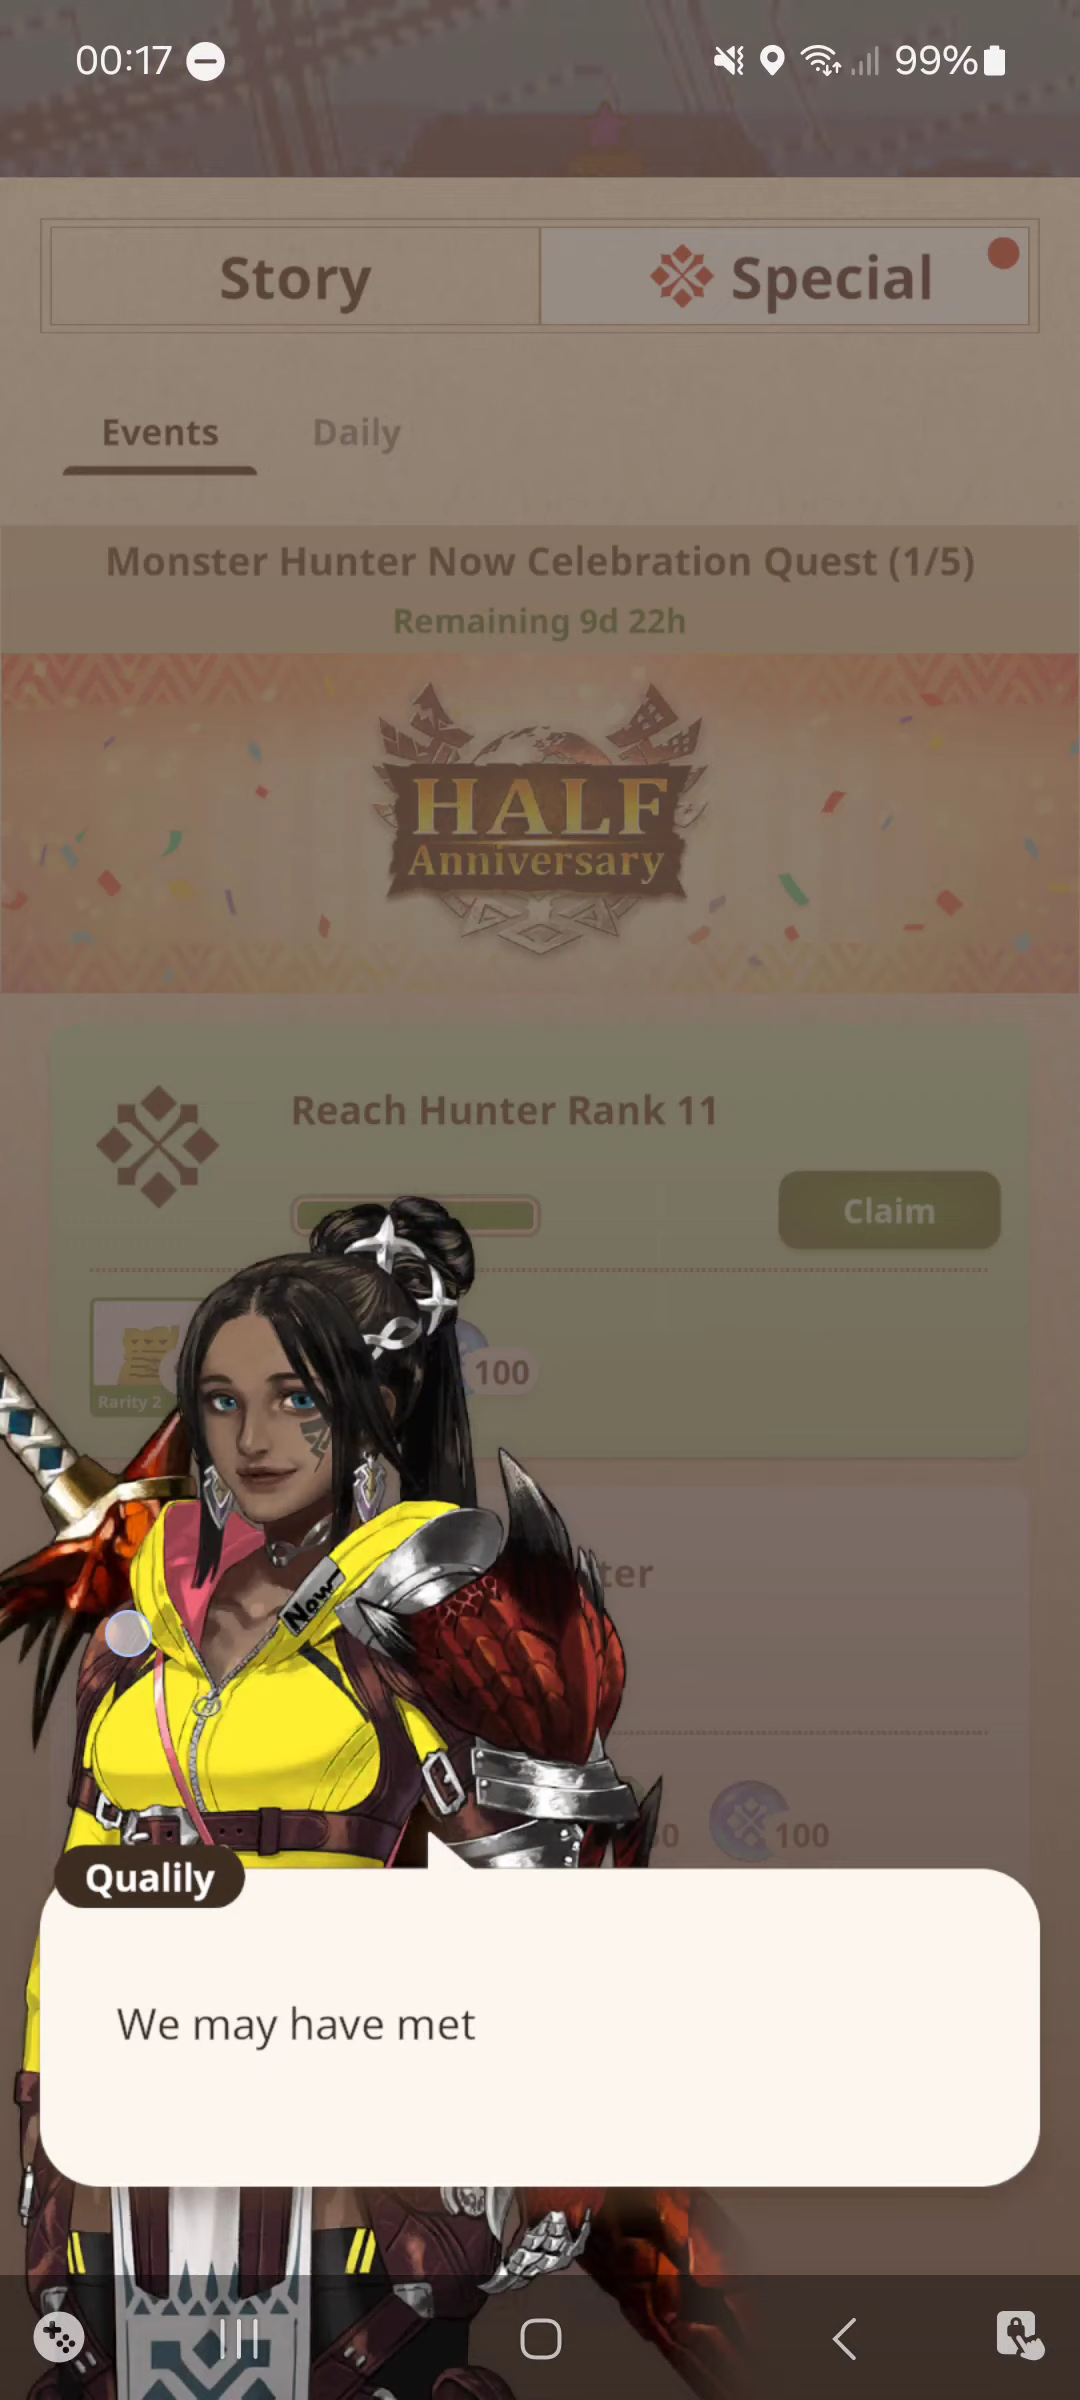 00:17
99%
Story
Special
Events
Daily
Monster Hunter Now Celebration Quest (1/5)
Remaining 9d 22h
HALF
Anniversary
Reach Hunter Rank 11
Claim
Rarity 2
100
Now
100
Qualily
We may have met